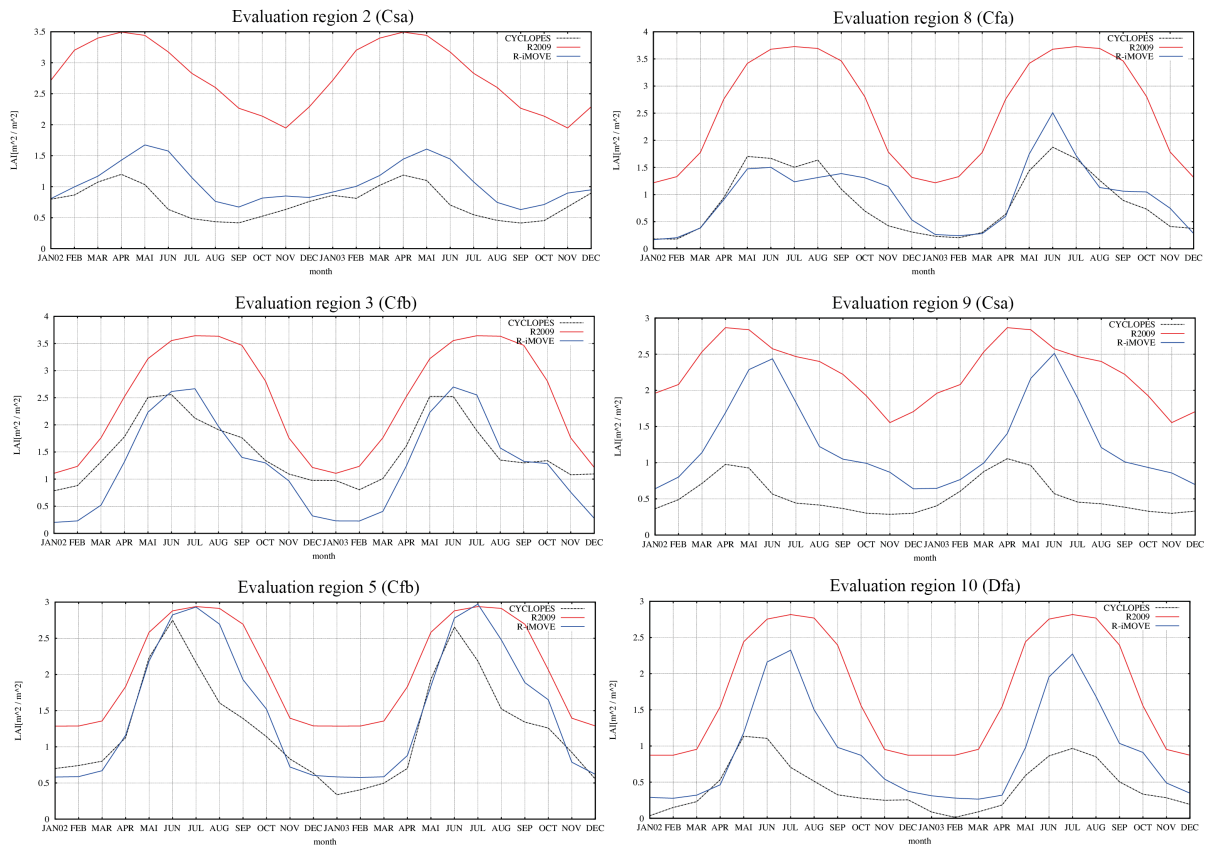 Evaluation region 2 (Csa)
3.5
3
2.5
2
1.5
1
0.5
0
LAI[m^2 / m^2]
CYCLOPES
R2009
R-iMOVE
JAN02 FEB MAR APR MAI JUN JUL AUG SEP OCT NOV DEC JAN03 FEB MAR APR MAI JUN JUL AUG SEP OCT NOV DEC
month
Evaluation region 8 (Cfa)
4
3.5
3
2.5
2
1.5
1
0.5
0
LAI[m^2 / m^2]
CYCLOPES
R2009
R-iMOVE
JAN02 FEB MAR APR MAI JUN JUL AUG SEP OCT NOV DEC JAN03 FEB MAR APR MAI JUN JUL AUG SEP OCT NOV DEC
month
Evaluation region 3 (Cfb)
4
3.5
3
2.5
2
1.5
1
0.5
0
LAI[m^2 / m^2]
CYCLOPES
R2009
R-iMOVE
JAN02 FEB MAR APR MAI JUN JUL AUG SEP OCT NOV DEC JAN03 FEB MAR APR MAI JUN JUL AUG SEP OCT NOV DEC
month
Evaluation region 9 (Csa)
3
2.5
2
1.5
1
0.5
0
LAI[m^2 / m^2]
CYCLOPES
R2009
R-iMOVE
JAN02 FEB MAR APR MAI JUN JUL AUG SEP OCT NOV DEC JAN03 FEB MAR APR MAI JUN JUL AUG SEP OCT NOV DEC
month
Evaluation region 5 (Cfb)
3
2.5
2
1.5
1
0.5
0
LAI[m^2 / m^2]
CYCLOPES
R2009
R-iMOVE
JAN02 FEB MAR APR MAI JUN JUL AUG SEP OCT NOV DEC JAN03 FEB MAR APR MAI JUN JUL AUG SEP OCT NOV DEC
month
Evaluation region 10 (Dfa)
3
2.5
2
1.5
1
0.5
0
LAI[m^2 / m^2]
CYCLOPES
R2009
R-iMOVE
JAN02 FEB MAR APR MAI JUN JUL AUG SEP OCT NOV DEC JAN03 FEB MAR APR MAI JUN JUL AUG SEP OCT NOV DEC
month